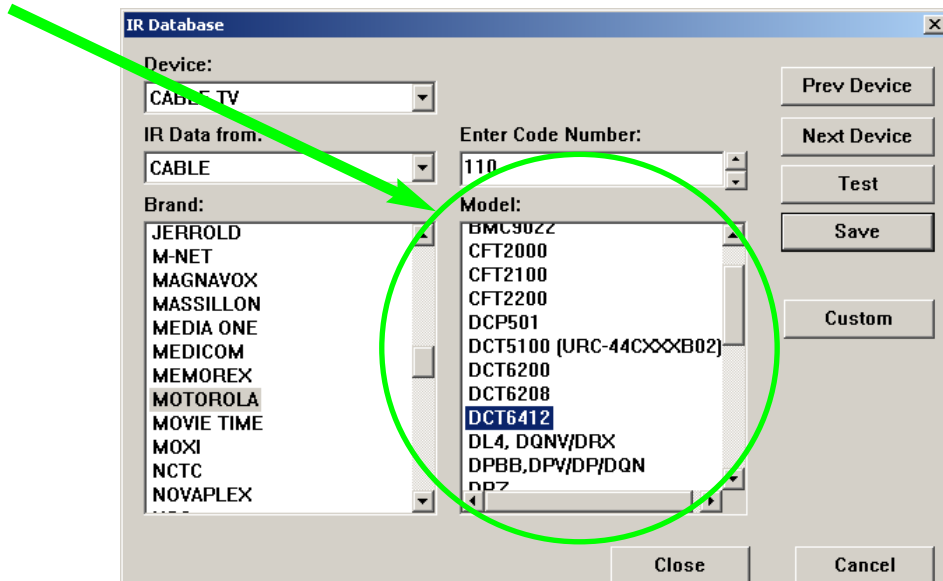 IR Database
Device:
CABLE TV
Prev Device
IR Data from:
Enter Code Number:
Next Device
CABLE
110
Test
Brand:
Model:
Save
JERROLD
M-NET
MAGNAVOX
MASSILLON
MEDIA ONE
MEDICOM
MEMOREX
MOTOROLA
MOVIE TIME
MOXI
NCTC
NOVAPLEX
BMC9022
CFT2000
CFT2100
CFT2200
DCP501
DCT5100 (URC-44CXXXB02)
DCT6200
DCT6208
DCT6412
DL4, DQNV/DRX
DPBB,DPV/DP/DQN
DPZ
Custom
Close
Cancel